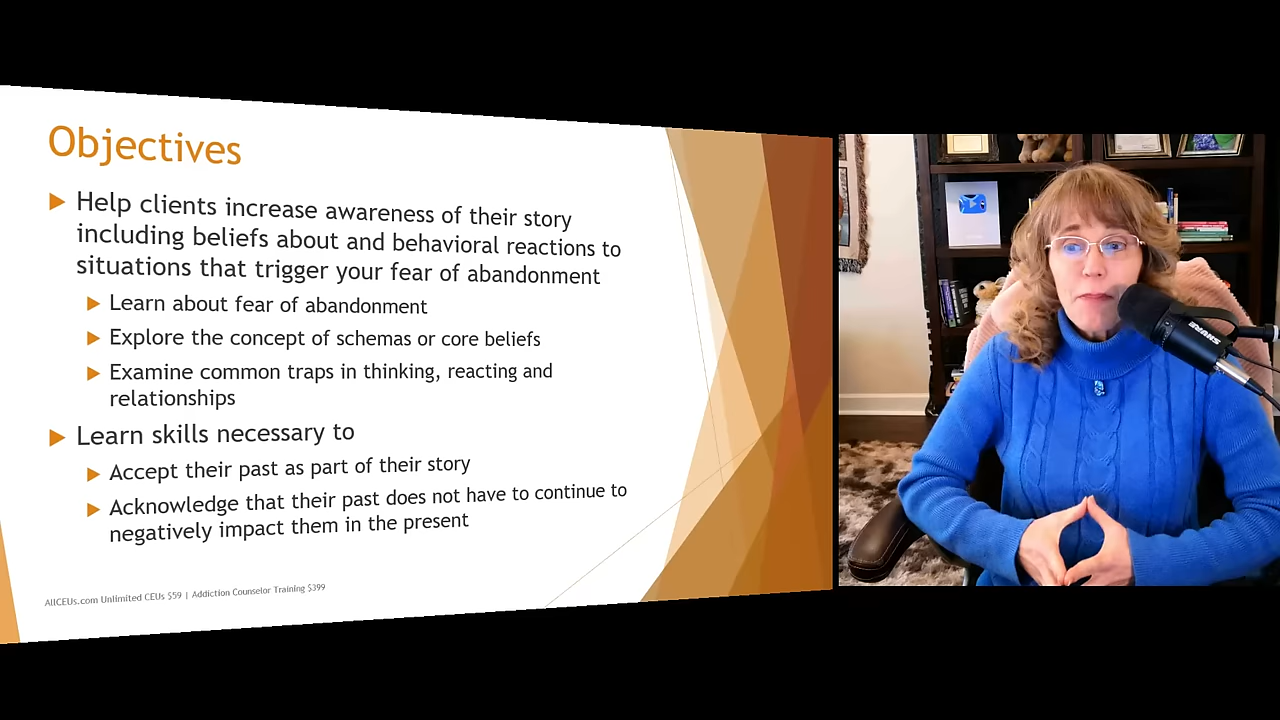 Objectives
Help clients increase awareness of their story
including beliefs about and behavioral reactions to
situations that trigger your fear of abandonment
Learn about fear of abandonment
Explore the concept of schemas or core beliefs
Examine common traps in thinking, reacting and
relationships
Learn skills necessary to
Accept their past as part of their story
Acknowledge that their past does not have to continue to
negatively impact them in the present
AllCEUs.com Unlimited CEUs $59 | Addiction Counselor Training $399
SHURE